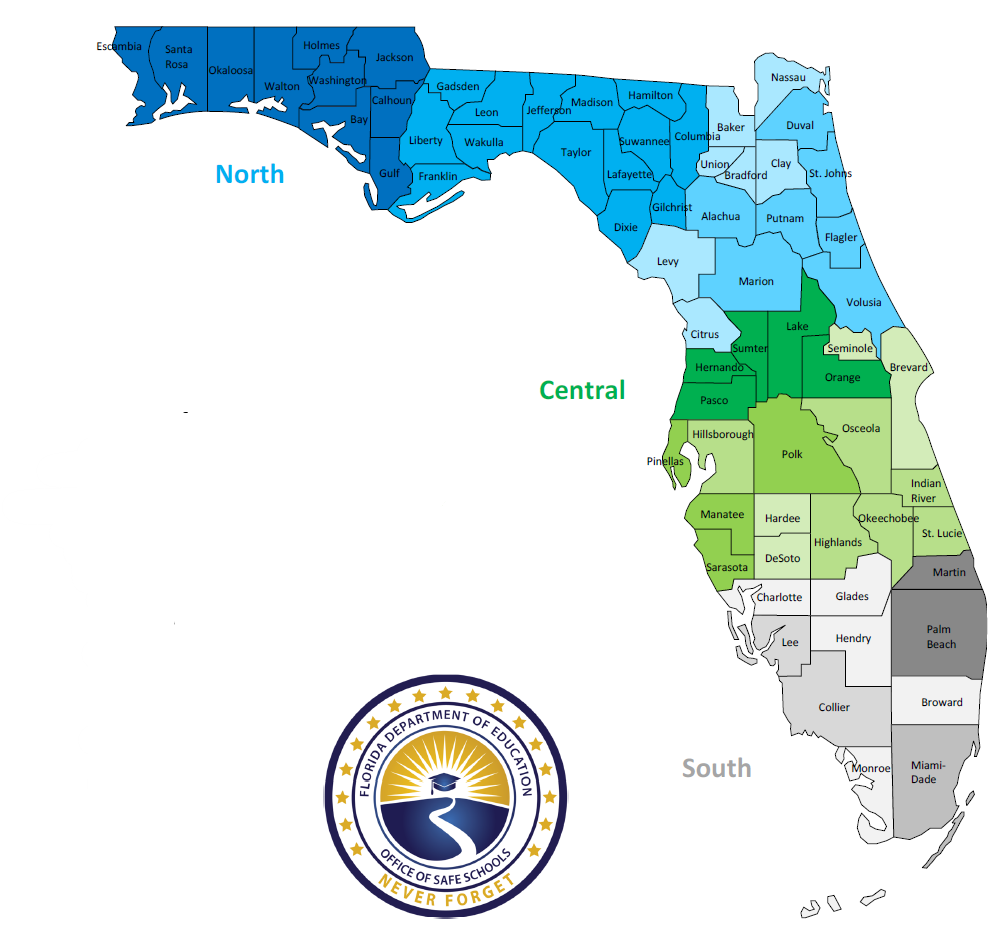 Escambia
Santa
Rosa
Okaloosa
Walton
Holmes
Washington
Jackson
Calhoun
Bay
Gulf
Gadsden
Liberty
Franklin
Leon
Wakulla
Jefferson
Madison
Taylor
Hamilton
Suwannee
Lafayette
Dixie
Columbia
Gilchrist
Nassau
Baker
Duval
Union
Bradford
Clay
St. Johns
Alachua
Putnam
Flagler
Levy
Marion
Volusia
Citrus
North
Central
Lake
Sumter
Seminole
Hernando
Orange
Brevard
Pasco
Hillsborough
Osceola
Pinellas
Polk
Indian
River
Manatee
Hardee
Okeechobee
St. Lucie
Highlands
DeSoto
Sarasota
Martin
Charlotte
Glades
Lee
Hendry
Palm
Beach
Collier
Broward
South
Monroe
Miami-
Dade
FLORIDA DEPARTMENT OF EDUCATION
OFFICE OF SAFE SCHOOLS
NEVER FORGET